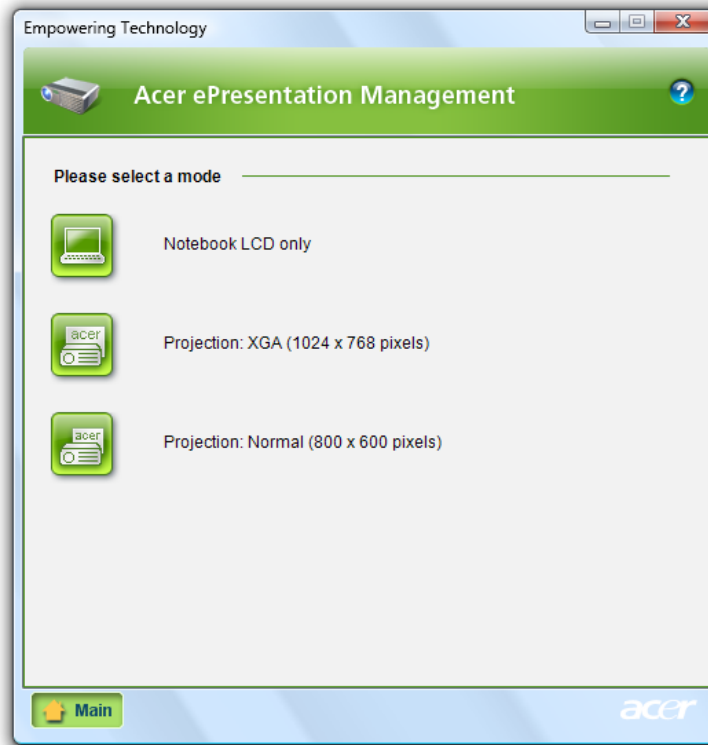 Empowering Technology
Acer ePresentation Management
?
Please select a mode
Notebook LCD only
acer
Projection: XGA (1024 x 768 pixels)
acer
Projection: Normal (800 x 600 pixels)
Main
acer